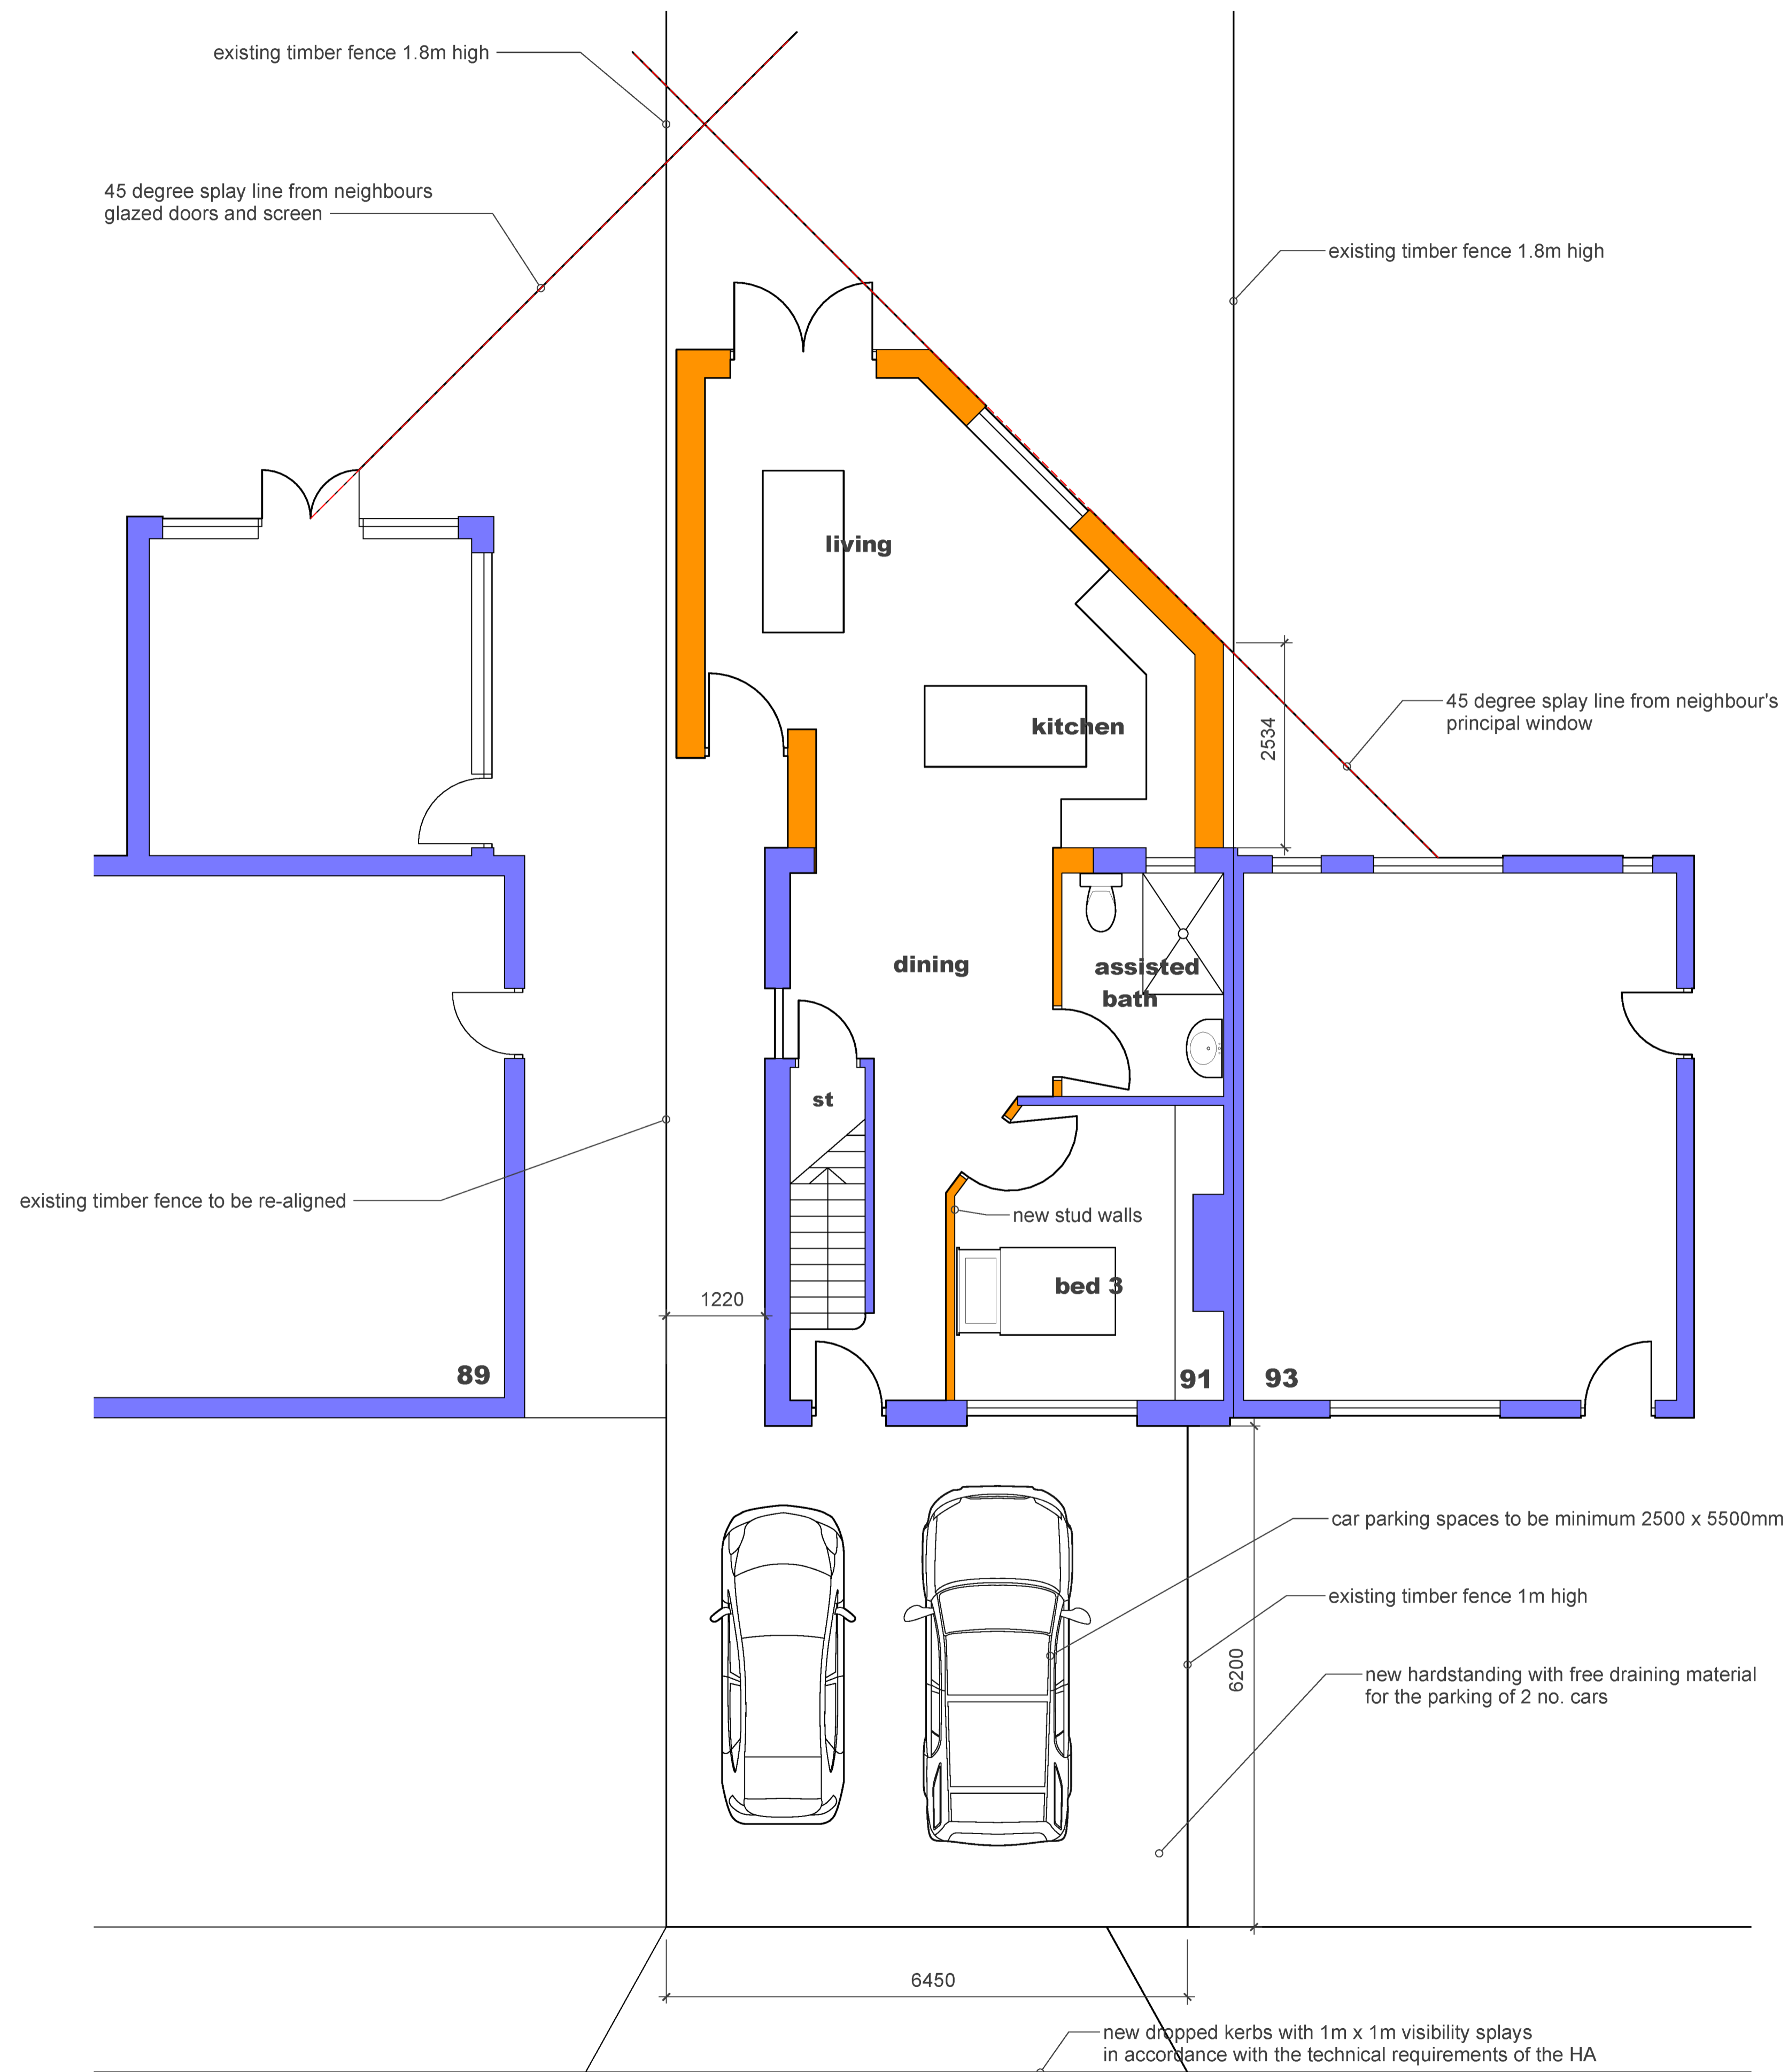 existing timber fence 1.8m high
45 degree splay line from neighbours
glazed doors and screen
existing timber fence 1.8m high
living
45 degree splay line from neighbour's
principal window
kitchen
2534
dining
assisted
bath
st
existing timber fence to be re-aligned
new stud walls
bed 3
1220
89
91
93
car parking spaces to be minimum 2500 x 5500mm
existing timber fence 1m high
6200
new hardstanding with free draining material
for the parking of 2 no. cars
6450
new dropped kerbs with 1m x 1m visibility splays
in accordance with the technical requirements of the HA